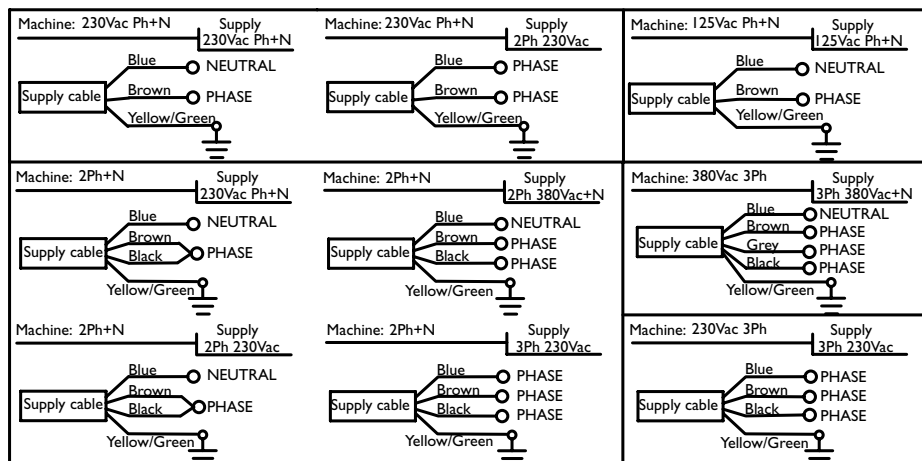 Machine: 230Vac Ph+N
Supply
230Vac Ph+N
Blue
NEUTRAL
Supply cable
Brown
PHASE
Yellow/Green
Machine: 230Vac Ph+N
Supply
2Ph 230Vac
Blue
PHASE
Supply cable
Brown
PHASE
Yellow/Green
Machine: 125Vac Ph+N
Supply
125Vac Ph+N
Blue
NEUTRAL
Supply cable
Brown
PHASE
Yellow/Green
Machine: 2Ph+N
Supply
230Vac Ph+N
Blue
NEUTRAL
Brown
Supply cable
PHASE
Black
Yellow/Green
Machine: 2Ph+N
Supply
2Ph 380Vac+N
Blue
NEUTRAL
Brown
PHASE
Supply cable
Black
PHASE
Yellow/Green
Machine: 380Vac 3Ph
Supply
3Ph 380Vac+N
Blue
NEUTRAL
Brown
PHASE
Supply cable
Grey
PHASE
Black
PHASE
Yellow/Green
Machine: 2Ph+N
Supply
2Ph 230Vac
Blue
NEUTRAL
Brown
Supply cable
PHASE
Black
Yellow/Green
Machine: 2Ph+N
Supply
3Ph 230Vac
Blue
PHASE
Brown
PHASE
Supply cable
Black
PHASE
Yellow/Green
Machine: 230Vac 3Ph
Supply
3Ph 230Vac
Blue
PHASE
Brown
PHASE
Supply cable
Black
PHASE
Yellow/Green